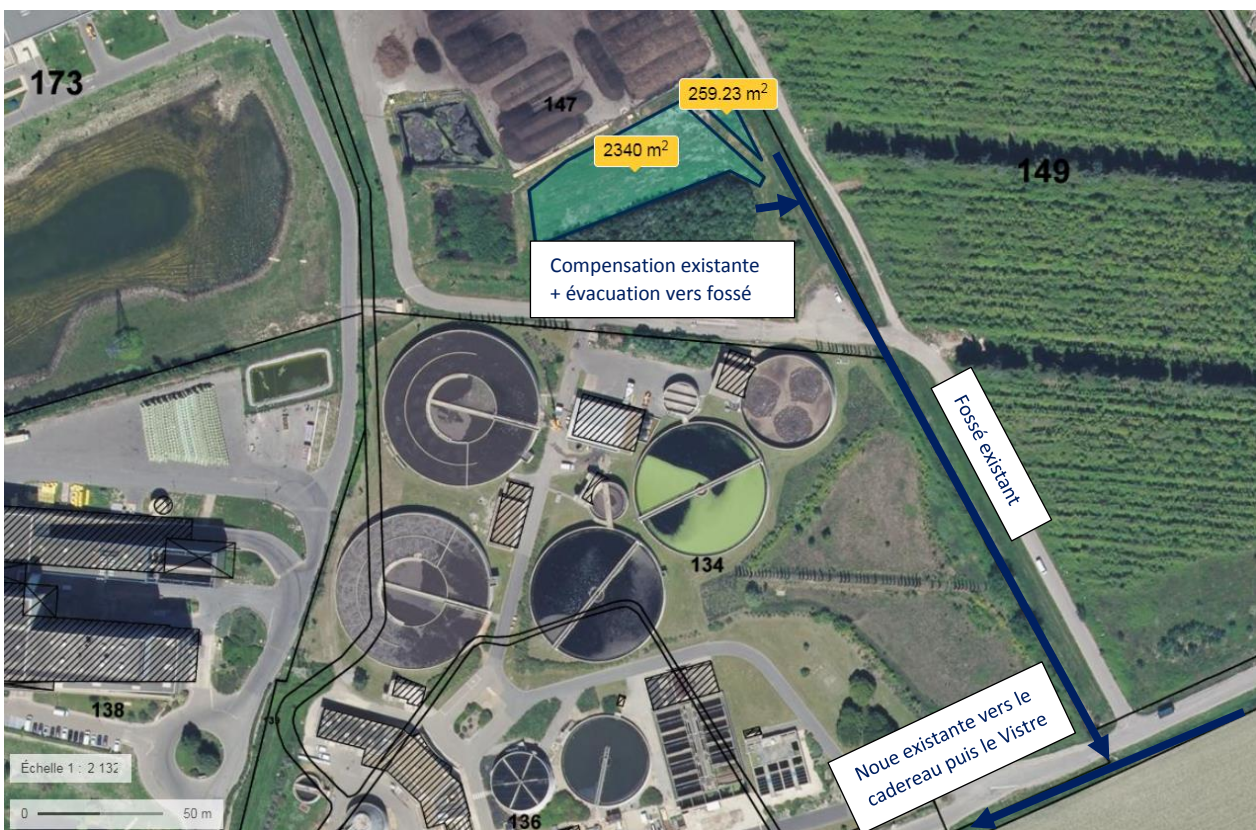 173
147
259.23 m²
2340 m²
149
Compensation existante
+ évacuation vers fossé
Fossé existant
134
Noue existante vers le
cadereau puis le Vistre
138
Échelle 1 : 2 132
0 50 m
136